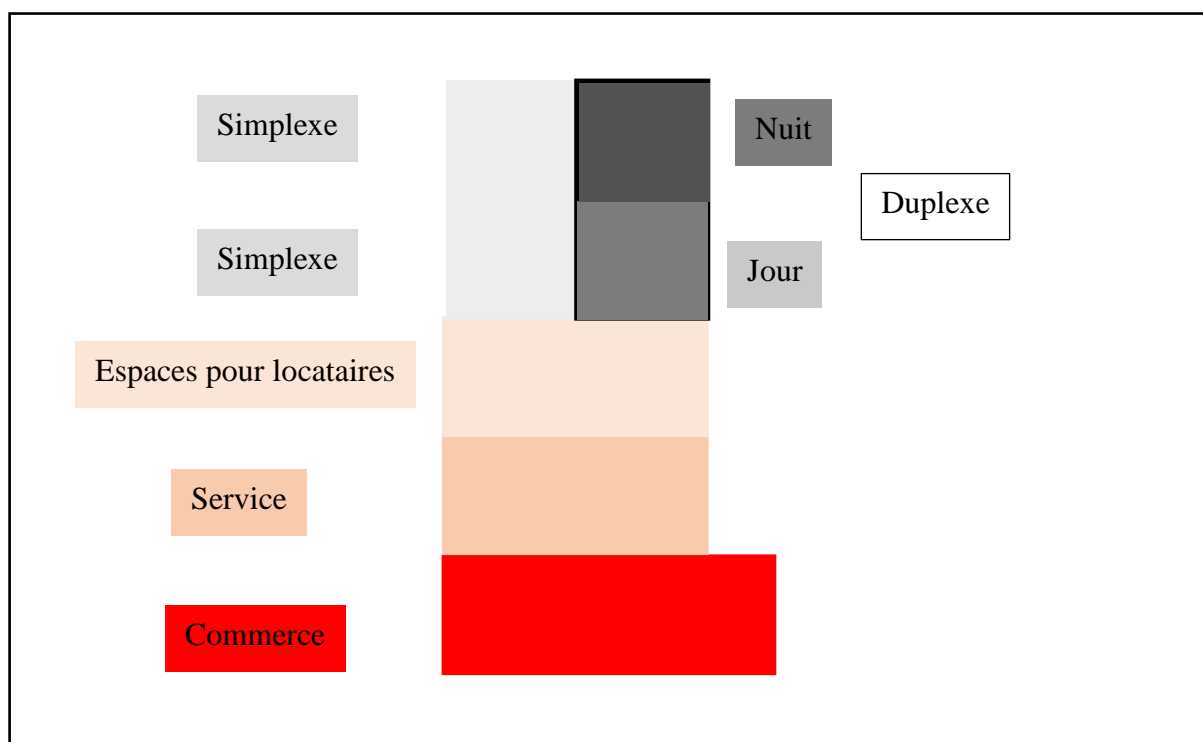 Simplexe
Nuit
Duplexe
Simplexe
Jour
Espaces pour locataires
Service
Commerce